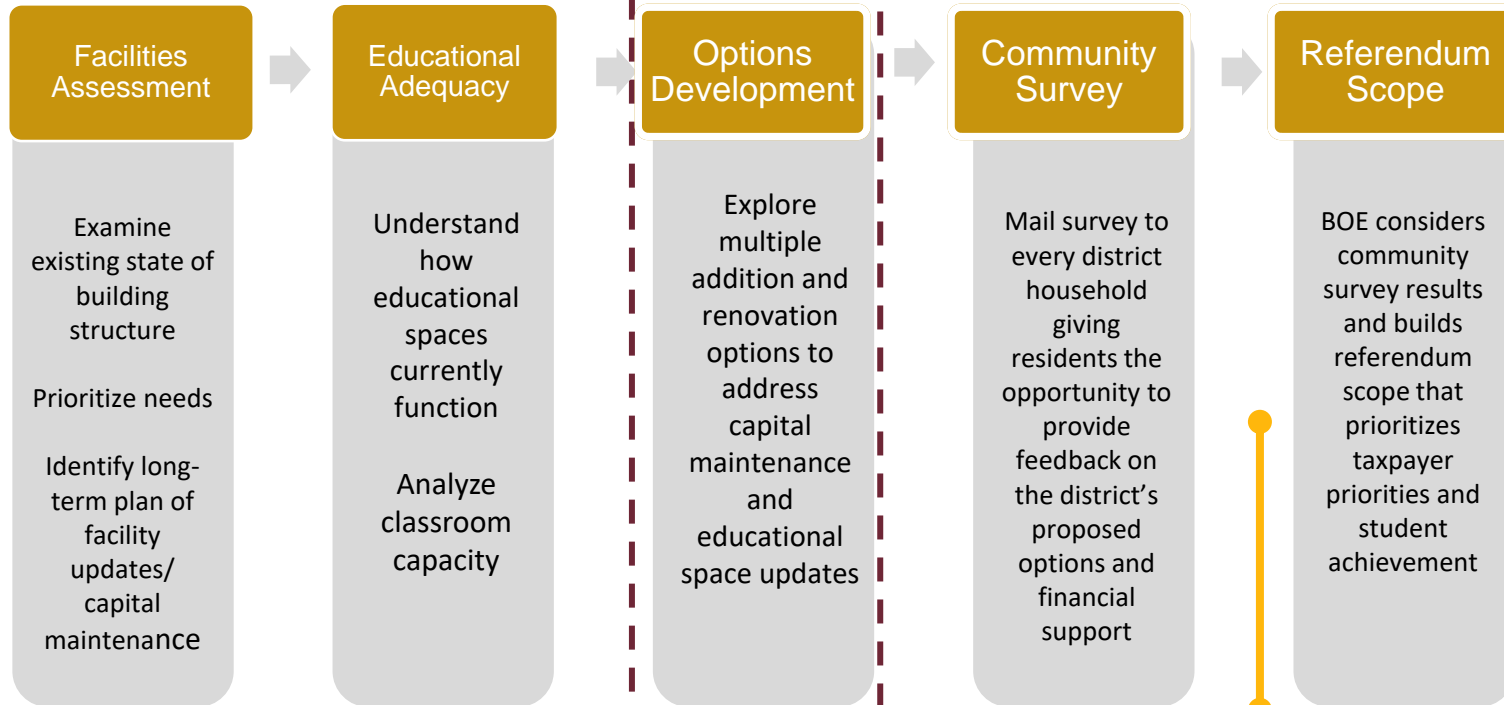 Facilities
Assessment
Educational
Adequacy
Options
Development
Community
Survey
Referendum
Scope
Examine
existing state of
building
structure
Prioritize needs
Identify long-
term plan of
facility
updates/
capital
maintenance
Understand
how
educational
spaces
currently
function
Analyze
classroom
capacity
Explore
multiple
addition and
renovation
options to
address
capital
maintenance
and
educational
space updates
Mail survey to
every district
household
giving
residents the
opportunity to
provide
feedback on
the district’s
proposed
options and
financial
support
BOE considers
community
survey results
and builds
referendum
scope that
prioritizes
taxpayer
priorities and
student
achievement